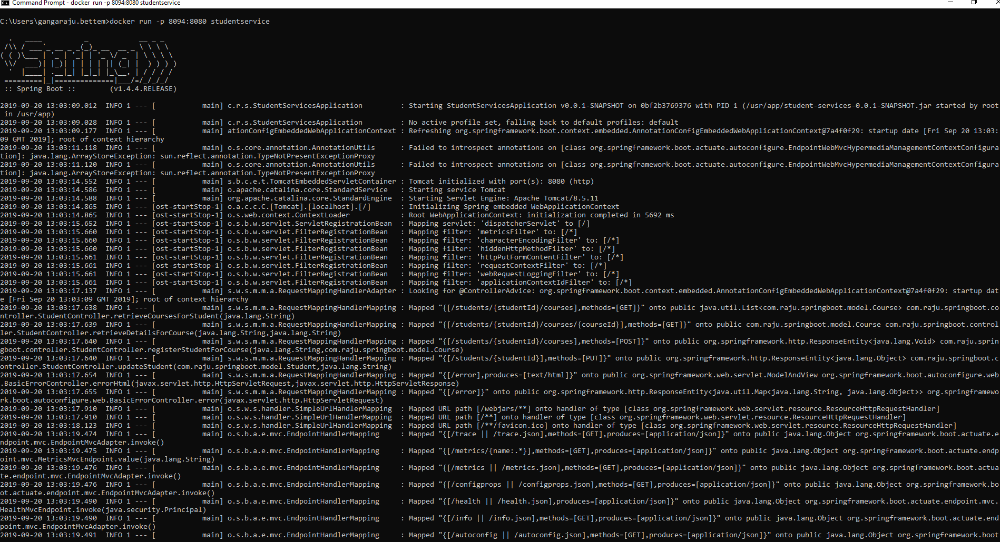 Command Prompt - docker run -p 8094:8080 studentservice
C:\Users\gangaraju.bettem>docker run -p 8094:8080 studentservice
  .   ____          _            __ _ _
 /\\ / ___'_ __ _ _(_)_ __  __ _ \ \ \ \
( ( )\___ | '_ | '_| | '_ \/ _` | \ \ \ \
 \\/  ___)| |_)| | | | | || (_| |  ) ) ) )
  '  |____| .__|_| |_|_| |_\__, | / / / /
 =========|_|==============|___/=/_/_/_/
 :: Spring Boot ::        (v1.4.4.RELEASE)
2019-09-20 13:03:09.012  INFO 1 --- [           main] c.r.s.StudentServicesApplication         : Starting StudentServicesApplication v0.0.1-SNAPSHOT on 0bf2b3769376 with PID 1 (/usr/app/student-services-0.0.1-SNAPSHOT.jar started by root
 in /usr/app)
2019-09-20 13:03:09.028  INFO 1 --- [           main] c.r.s.StudentServicesApplication         : No active profile set, falling back to default profiles: default
2019-09-20 13:03:09.177  INFO 1 --- [           main] ationConfigEmbeddedWebApplicationContext : Refreshing org.springframework.boot.context.embedded.AnnotationConfigEmbeddedWebApplicationContext@7a4f0f29: startup date [Fri Sep 20 13:03:
09 GMT 2019]; root of context hierarchy
2019-09-20 13:03:11.118  INFO 1 --- [           main] o.s.core.annotation.AnnotationUtils      : Failed to introspect annotations on [class org.springframework.boot.actuate.autoconfigure.EndpointWebMvcHypermediaManagementContextConfigura
tion]: java.lang.ArrayStoreException: sun.reflect.annotation.TypeNotPresentExceptionProxy
2019-09-20 13:03:11.120  INFO 1 --- [           main] o.s.core.annotation.AnnotationUtils      : Failed to introspect annotations on [class org.springframework.boot.actuate.autoconfigure.EndpointWebMvcHypermediaManagementContextConfigura
tion]: java.lang.ArrayStoreException: sun.reflect.annotation.TypeNotPresentExceptionProxy
2019-09-20 13:03:14.552  INFO 1 --- [           main] s.b.c.e.t.TomcatEmbeddedServletContainer : Tomcat initialized with port(s): 8080 (http)
2019-09-20 13:03:14.586  INFO 1 --- [           main] o.apache.catalina.core.StandardService   : Starting service Tomcat
2019-09-20 13:03:14.588  INFO 1 --- [           main] org.apache.catalina.core.StandardEngine  : Starting Servlet Engine: Apache Tomcat/8.5.11
2019-09-20 13:03:14.865  INFO 1 --- [ost-startStop-1] o.a.c.c.C.[Tomcat].[localhost].[/]       : Initializing Spring embedded WebApplicationContext
2019-09-20 13:03:14.865  INFO 1 --- [ost-startStop-1] o.s.web.context.ContextLoader            : Root WebApplicationContext: initialization completed in 5692 ms
2019-09-20 13:03:15.652  INFO 1 --- [ost-startStop-1] o.s.b.w.servlet.ServletRegistrationBean  : Mapping servlet: 'dispatcherServlet' to [/]
2019-09-20 13:03:15.660  INFO 1 --- [ost-startStop-1] o.s.b.w.servlet.FilterRegistrationBean   : Mapping filter: 'metricsFilter' to: [/*]
2019-09-20 13:03:15.660  INFO 1 --- [ost-startStop-1] o.s.b.w.servlet.FilterRegistrationBean   : Mapping filter: 'characterEncodingFilter' to: [/*]
2019-09-20 13:03:15.660  INFO 1 --- [ost-startStop-1] o.s.b.w.servlet.FilterRegistrationBean   : Mapping filter: 'hiddenHttpMethodFilter' to: [/*]
2019-09-20 13:03:15.661  INFO 1 --- [ost-startStop-1] o.s.b.w.servlet.FilterRegistrationBean   : Mapping filter: 'httpPutFormContentFilter' to: [/*]
2019-09-20 13:03:15.661  INFO 1 --- [ost-startStop-1] o.s.b.w.servlet.FilterRegistrationBean   : Mapping filter: 'requestContextFilter' to: [/*]
2019-09-20 13:03:15.661  INFO 1 --- [ost-startStop-1] o.s.b.w.servlet.FilterRegistrationBean   : Mapping filter: 'webRequestLoggingFilter' to: [/*]
2019-09-20 13:03:15.661  INFO 1 --- [ost-startStop-1] o.s.b.w.servlet.FilterRegistrationBean   : Mapping filter: 'applicationContextIdFilter' to: [/*]
2019-09-20 13:03:17.137  INFO 1 --- [           main] s.w.s.m.m.a.RequestMappingHandlerAdapter : Looking for @ControllerAdvice: org.springframework.boot.context.embedded.AnnotationConfigEmbeddedWebApplicationContext@7a4f0f29: startup dat
e [Fri Sep 20 13:03:09 GMT 2019]; root of context hierarchy
2019-09-20 13:03:17.638  INFO 1 --- [           main] s.w.s.m.m.a.RequestMappingHandlerMapping : Mapped "{[/students/{studentId}/courses],methods=[GET]}" onto public java.util.List<com.raju.springboot.model.Course> com.raju.springboot.co
ntroller.StudentController.retrieveCoursesForStudent(java.lang.String)
2019-09-20 13:03:17.639  INFO 1 --- [           main] s.w.s.m.m.a.RequestMappingHandlerMapping : Mapped "{[/students/{studentId}/courses/{courseId}],methods=[GET]}" onto public com.raju.springboot.model.Course com.raju.springboot.control
ler.StudentController.retrieveDetailsForCourse(java.lang.String,java.lang.String)
2019-09-20 13:03:17.640  INFO 1 --- [           main] s.w.s.m.m.a.RequestMappingHandlerMapping : Mapped "{[/students/{studentId}/courses],methods=[POST]}" onto public org.springframework.http.ResponseEntity<java.lang.Void> com.raju.sprin
gboot.controller.StudentController.registerStudentForCourse(java.lang.String,com.raju.springboot.model.Course)
2019-09-20 13:03:17.640  INFO 1 --- [           main] s.w.s.m.m.a.RequestMappingHandlerMapping : Mapped "{[/students/{studentId}],methods=[PUT]}" onto public org.springframework.http.ResponseEntity<java.lang.Object> com.raju.springboot.c
ontroller.StudentController.updateStudent(com.raju.springboot.model.Student,java.lang.String)
2019-09-20 13:03:17.654  INFO 1 --- [           main] s.w.s.m.m.a.RequestMappingHandlerMapping : Mapped "{[/error],produces=[text/html]}" onto public org.springframework.web.servlet.ModelAndView org.springframework.boot.autoconfigure.web
.BasicErrorController.errorHtml(javax.servlet.http.HttpServletRequest,javax.servlet.http.HttpServletResponse)
2019-09-20 13:03:17.655  INFO 1 --- [           main] s.w.s.m.m.a.RequestMappingHandlerMapping : Mapped "{[/error]}" onto public org.springframework.http.ResponseEntity<java.util.Map<java.lang.String, java.lang.Object>> org.springframewo
rk.boot.autoconfigure.web.BasicErrorController.error(javax.servlet.http.HttpServletRequest)
2019-09-20 13:03:17.910  INFO 1 --- [           main] o.s.w.s.handler.SimpleUrlHandlerMapping  : Mapped URL path [/webjars/**] onto handler of type [class org.springframework.web.servlet.resource.ResourceHttpRequestHandler]
2019-09-20 13:03:17.910  INFO 1 --- [           main] o.s.w.s.handler.SimpleUrlHandlerMapping  : Mapped URL path [/**] onto handler of type [class org.springframework.web.servlet.resource.ResourceHttpRequestHandler]
2019-09-20 13:03:18.123  INFO 1 --- [           main] o.s.w.s.handler.SimpleUrlHandlerMapping  : Mapped URL path [/**/favicon.ico] onto handler of type [class org.springframework.web.servlet.resource.ResourceHttpRequestHandler]
2019-09-20 13:03:19.474  INFO 1 --- [           main] o.s.b.a.e.mvc.EndpointHandlerMapping     : Mapped "{[/trace || /trace.json],methods=[GET],produces=[application/json]}" onto public java.lang.Object org.springframework.boot.actuate.e
ndpoint.mvc.EndpointMvcAdapter.invoke()
2019-09-20 13:03:19.475  INFO 1 --- [           main] o.s.b.a.e.mvc.EndpointHandlerMapping     : Mapped "{[/metrics/{name:.*}],methods=[GET],produces=[application/json]}" onto public java.lang.Object org.springframework.boot.actuate.endp
oint.mvc.MetricsMvcEndpoint.value(java.lang.String)
2019-09-20 13:03:19.476  INFO 1 --- [           main] o.s.b.a.e.mvc.EndpointHandlerMapping     : Mapped "{[/metrics || /metrics.json],methods=[GET],produces=[application/json]}" onto public java.lang.Object org.springframework.boot.actua
te.endpoint.mvc.EndpointMvcAdapter.invoke()
2019-09-20 13:03:19.476  INFO 1 --- [           main] o.s.b.a.e.mvc.EndpointHandlerMapping     : Mapped "{[/configprops || /configprops.json],methods=[GET],produces=[application/json]}" onto public java.lang.Object org.springframework.bo
ot.actuate.endpoint.mvc.EndpointMvcAdapter.invoke()
2019-09-20 13:03:19.490  INFO 1 --- [           main] o.s.b.a.e.mvc.EndpointHandlerMapping     : Mapped "{[/health || /health.json],produces=[application/json]}" onto public java.lang.Object org.springframework.boot.actuate.endpoint.mvc.
HealthMvcEndpoint.invoke(java.security.Principal)
2019-09-20 13:03:19.490  INFO 1 --- [           main] o.s.b.a.e.mvc.EndpointHandlerMapping     : Mapped "{[/info || /info.json],methods=[GET],produces=[application/json]}" onto public java.lang.Object org.springframework.boot.actuate.end
point.mvc.EndpointMvcAdapter.invoke()
2019-09-20 13:03:19.491  INFO 1 --- [           main] o.s.b.a.e.mvc.EndpointHandlerMapping     : Mapped "{[/autoconfig || /autoconfig.json],methods=[GET],produces=[application/json]}" onto public java.lang.Object org.springframework.boot